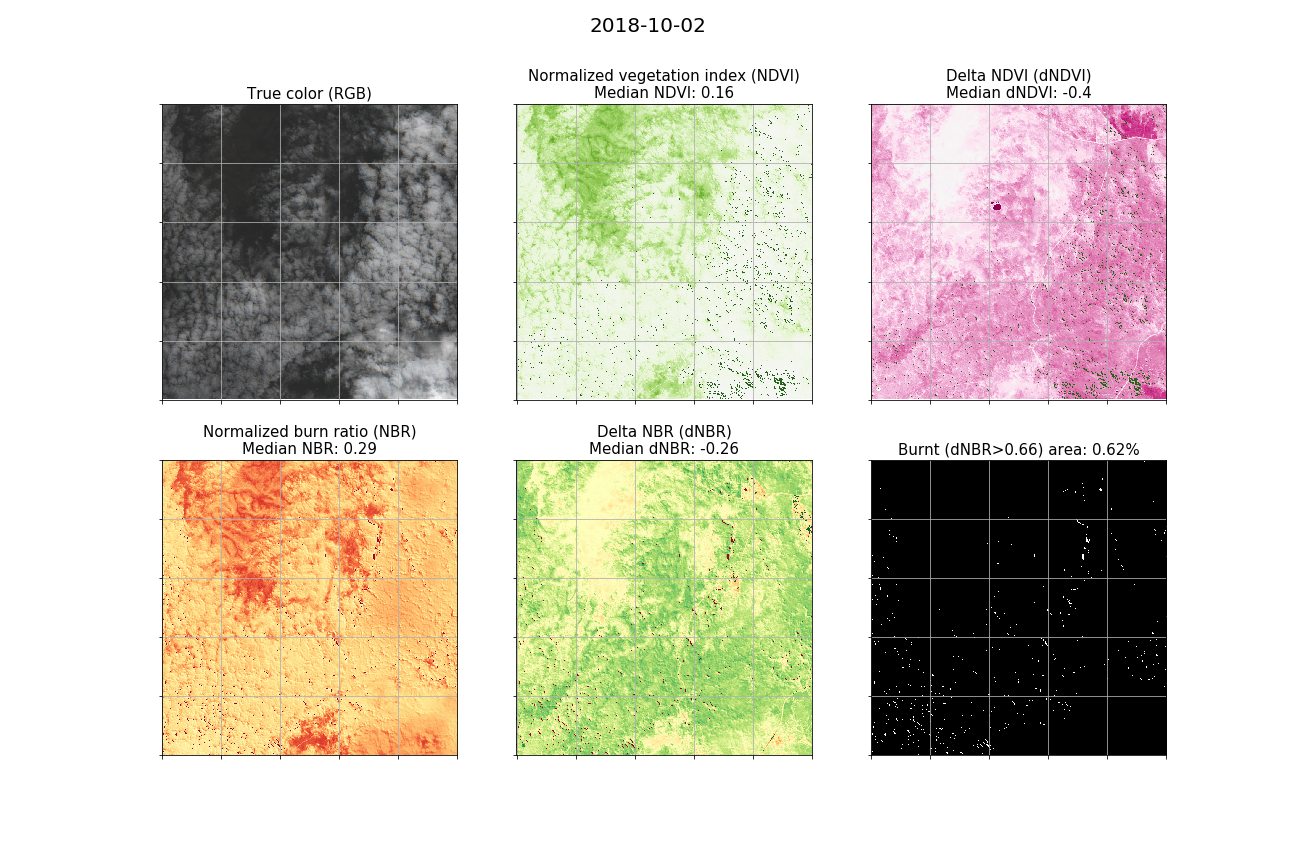 2018-10-02
True color (RGB)
Normalized vegetation index (NDVI)
Median NDVI: 0.16
Delta NDVI (dNDVI)
Median dNDVI: -0.4
Normalized burn ratio (NBR)
Median NBR: 0.29
Delta NBR (dNBR)
Median dNBR: -0.26
Burnt (dNBR>0.66) area: 0.62%